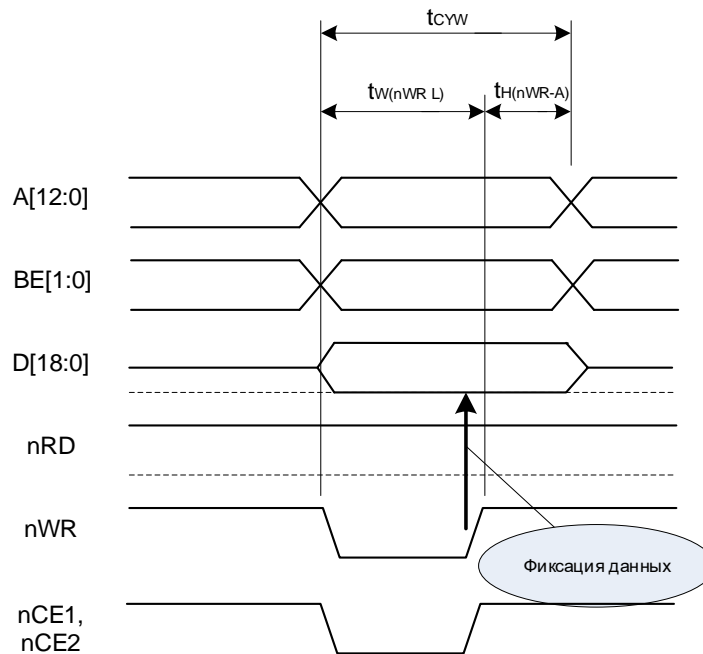 tCYW
tW(nWR L)
tH(nWR-A)
A[12:0]
BE[1:0]
D[18:0]
nRD
nWR
Фиксация данных
nCE1,
nCE2